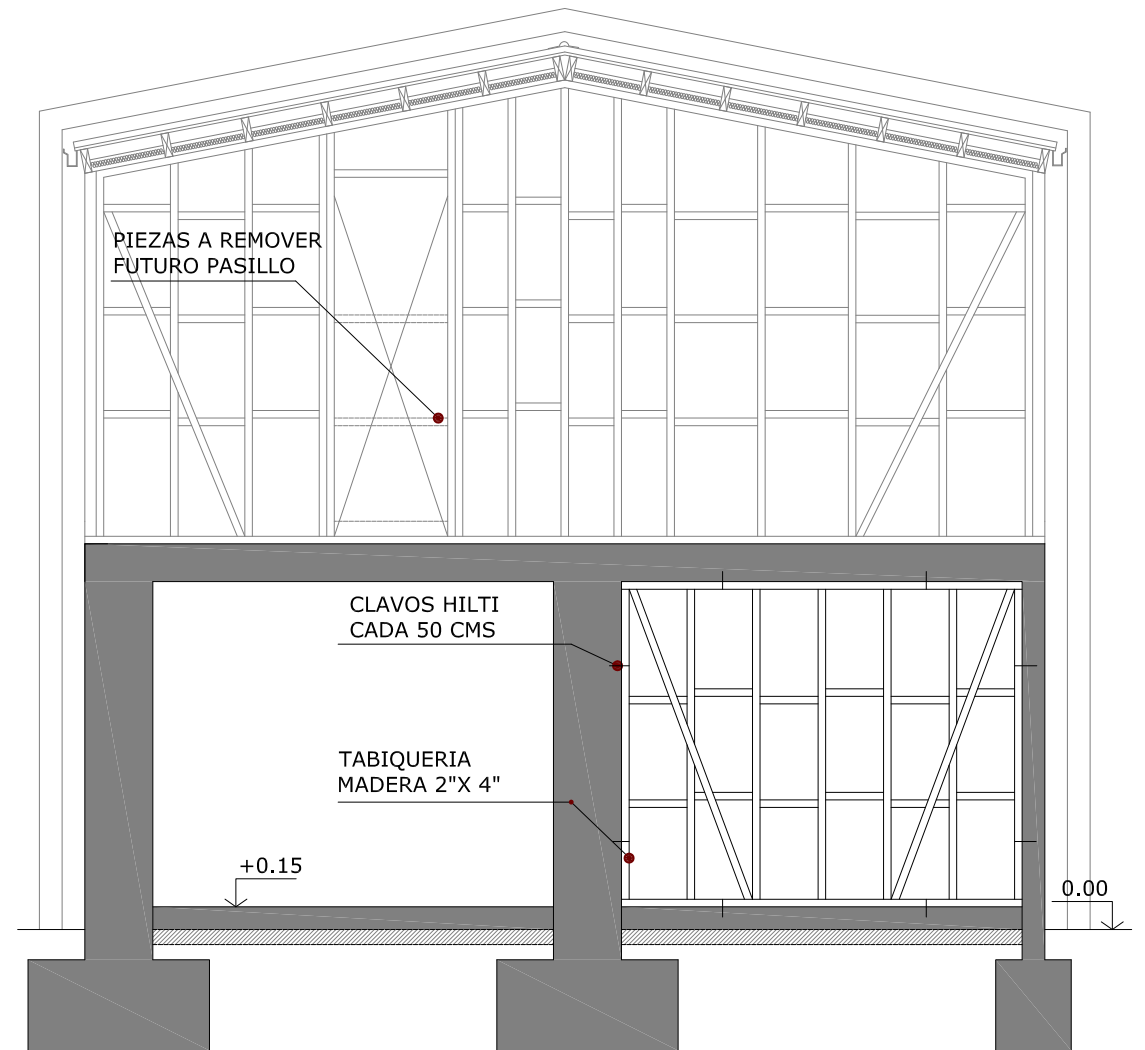 PIEZAS A REMOVER
FUTURO PASILLO
CLAVOS HILTI
CADA 50 CMS
TABIQUERIA
MADERA 2"X 4"
+0.15
0.00